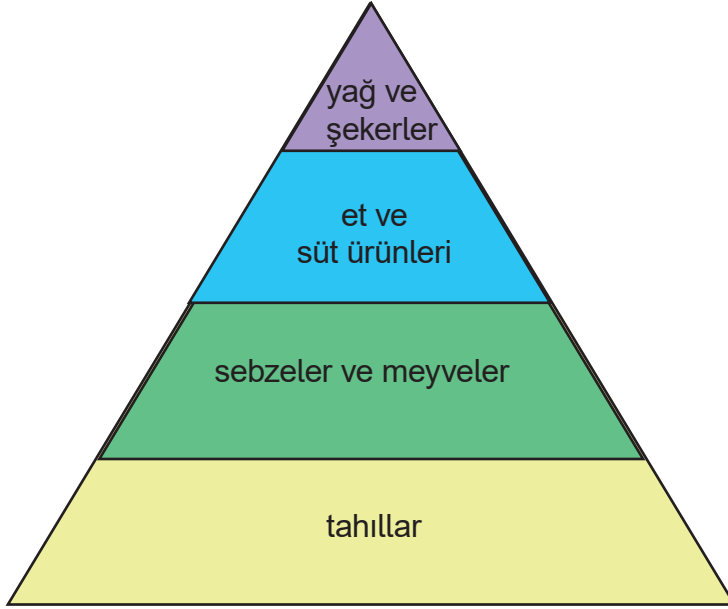 yağ ve
şekerler
et ve
süt ürünleri
sebzeler ve meyveler
tahıllar